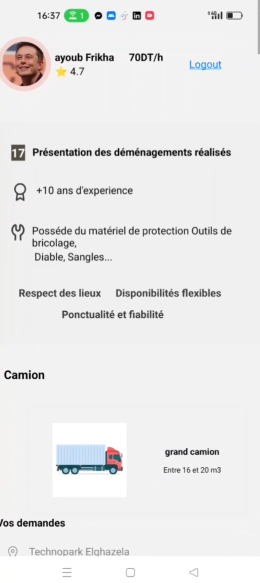 16:37 1
ayoub Frikha 70DT/h
4.7
Logout
17 Présentation des déménagements réalisés
+10 ans d'experience
Posséde du matériel de protection Outils de
bricolage,
Diable, Sangles...
Respect des lieux Disponibilités flexibles
Ponctualité et fiabilité
Camion
grand camion
Entre 16 et 20 m3
Vos demandes
Technopark Elghazela